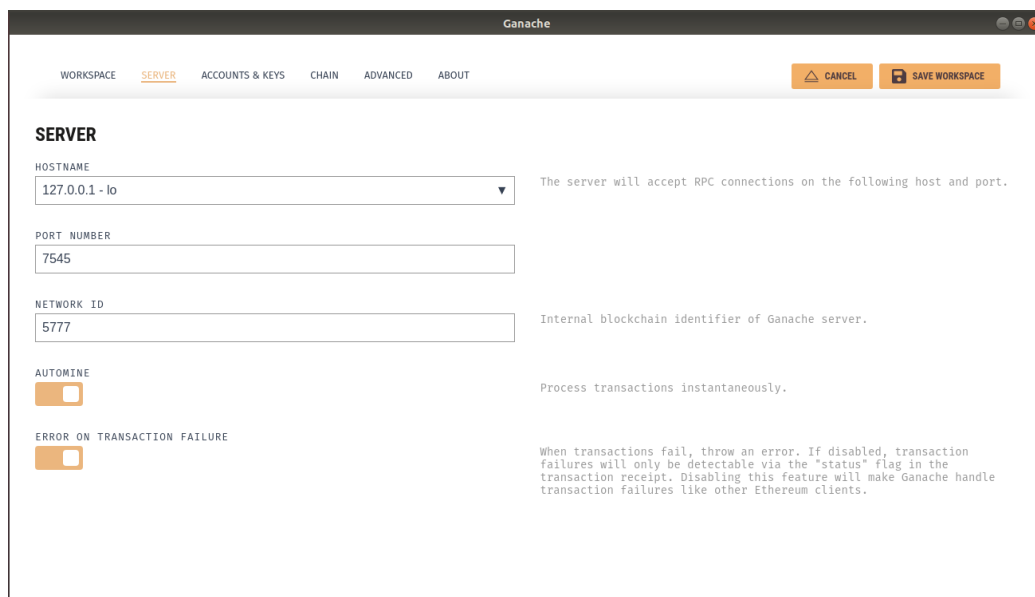 Ganache
WORKSPACE SERVER ACCOUNTS & KEYS CHAIN ADVANCED ABOUT CANCEL SAVE WORKSPACE
SERVER
HOSTNAME
127.0.0.1 - lo
The server will accept RPC connections on the following host and port.
PORT NUMBER
7545
NETWORK ID
5777
Internal blockchain identifier of Ganache server.
AUTOMINE
Process transactions instantaneously.
ERROR ON TRANSACTION FAILURE
When transactions fail, throw an error. If disabled, transaction
failures will only be detectable via the "status" flag in the
transaction receipt. Disabling this feature will make Ganache handle
transaction failures like other Ethereum clients.